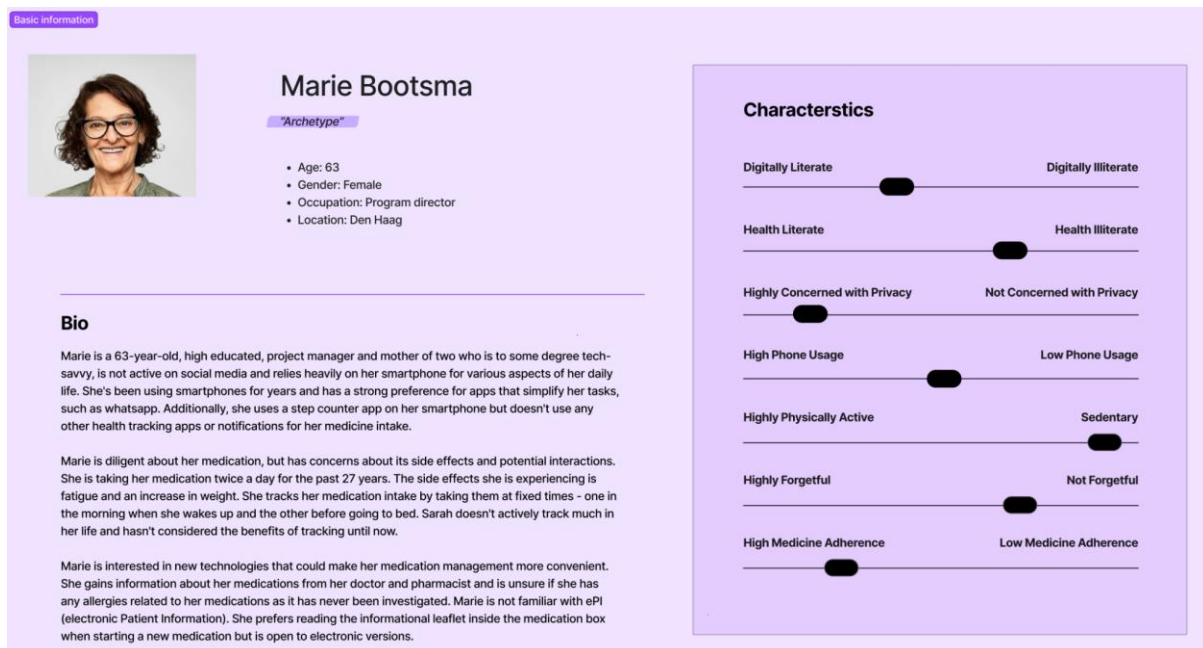 Basic information
Marie Bootsma
"Archetype"
• Age: 63
• Gender: Female
• Occupation: Program director
• Location: Den Haag
Bio
Marie is a 63-year-old, high educated, project manager and mother of two who is to some degree tech-
savvy, is not active on social media and relies heavily on her smartphone for various aspects of her daily
life. She's been using smartphones for years and has a strong preference for apps that simplify her tasks,
such as whatsapp. Additionally, she uses a step counter app on her smartphone but doesn't use any
other health tracking apps or notifications for her medicine intake.
Marie is diligent about her medication, but has concerns about its side effects and potential interactions.
She is taking her medication twice a day for the past 27 years. The side effects she is experiencing is
fatigue and an increase in weight. She tracks her medication intake by taking them at fixed times - one in
the morning when she wakes up and the other before going to bed. Sarah doesn't actively track much in
her life and hasn't considered the benefits of tracking until now.
Marie is interested in new technologies that could make her medication management more convenient.
She gains information about her medications from her doctor and pharmacist and is unsure if she has
any allergies related to her medications as it has never been investigated. Marie is not familiar with ePI
(electronic Patient Information). She prefers reading the informational leaflet inside the medication box
when starting a new medication but is open to electronic versions.
Characterstics
Digitally Literate Digitally Illiterate
Health Literate Health Illiterate
Highly Concerned with Privacy Not Concerned with Privacy
High Phone Usage Low Phone Usage
Highly Physically Active Sedentary
Highly Forgetful Not Forgetful
High Medicine Adherence Low Medicine Adherence